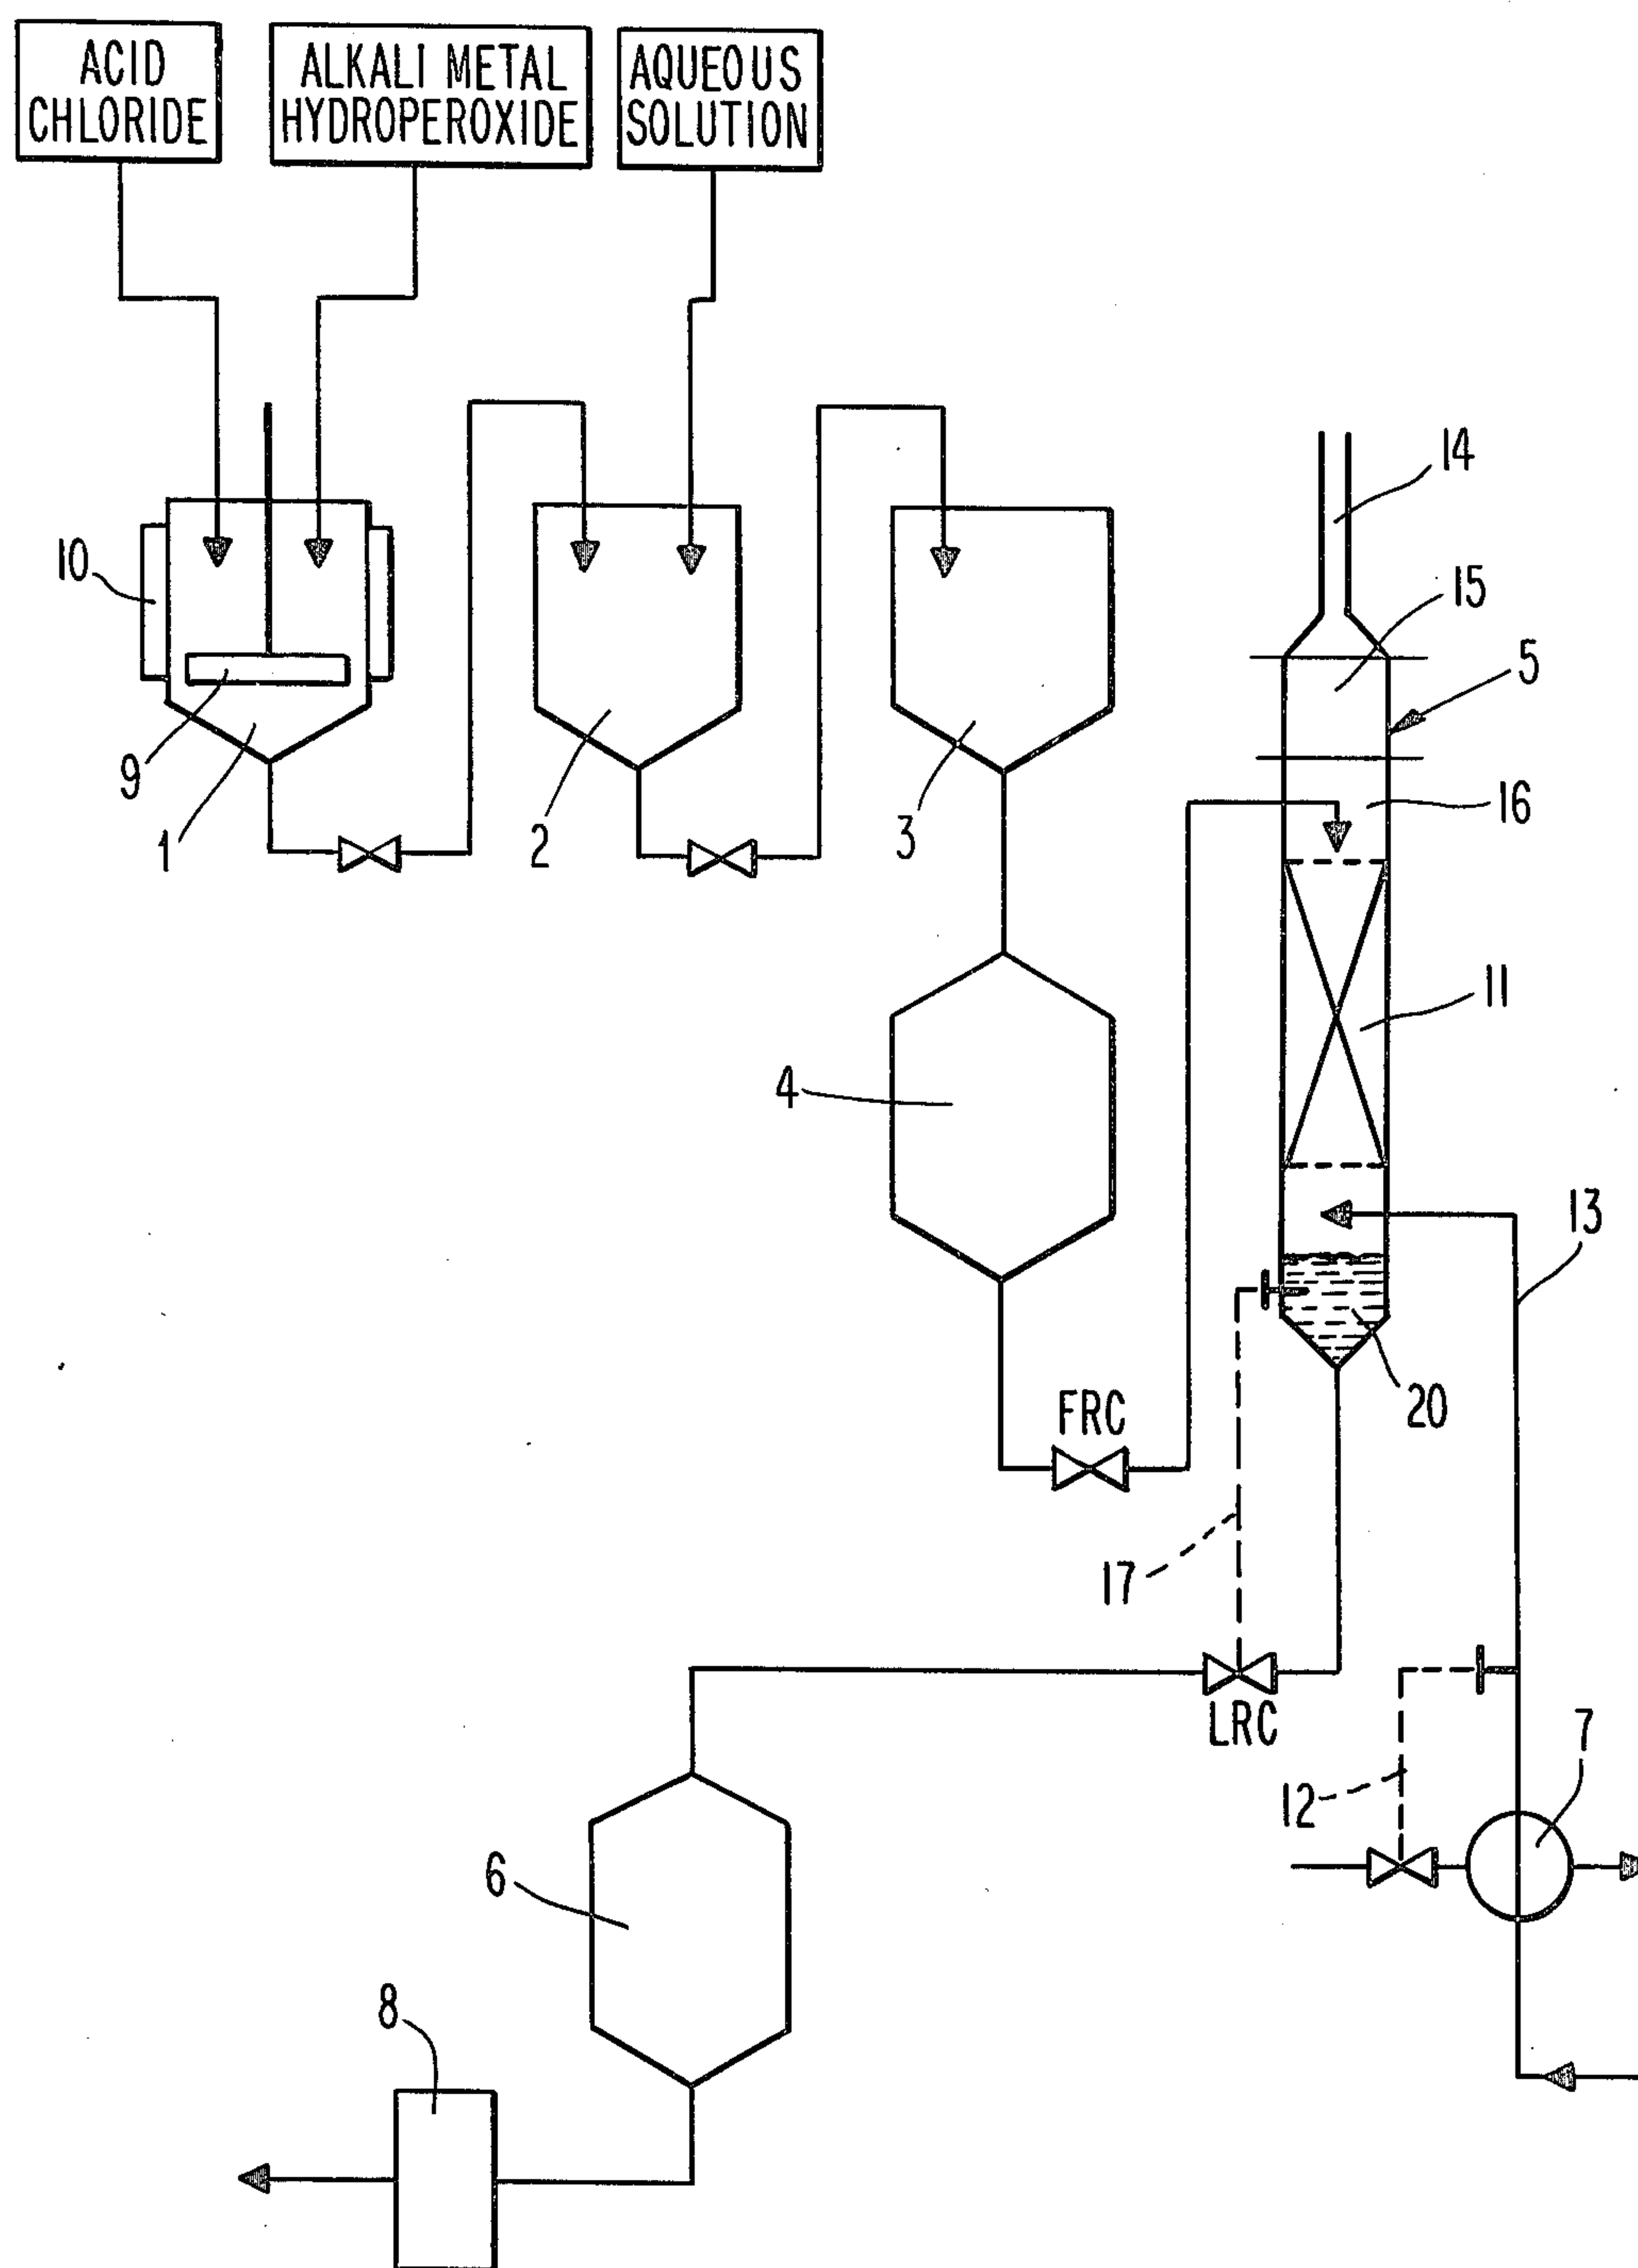 ACID
CHLORIDE
ALKALI METAL
HYDROPEROXIDE
AQUEOUS
SOLUTION
14
10
15
5
9
1
2
3
16
11
4
13
FRC
20
17
LRC
7
12
6
8